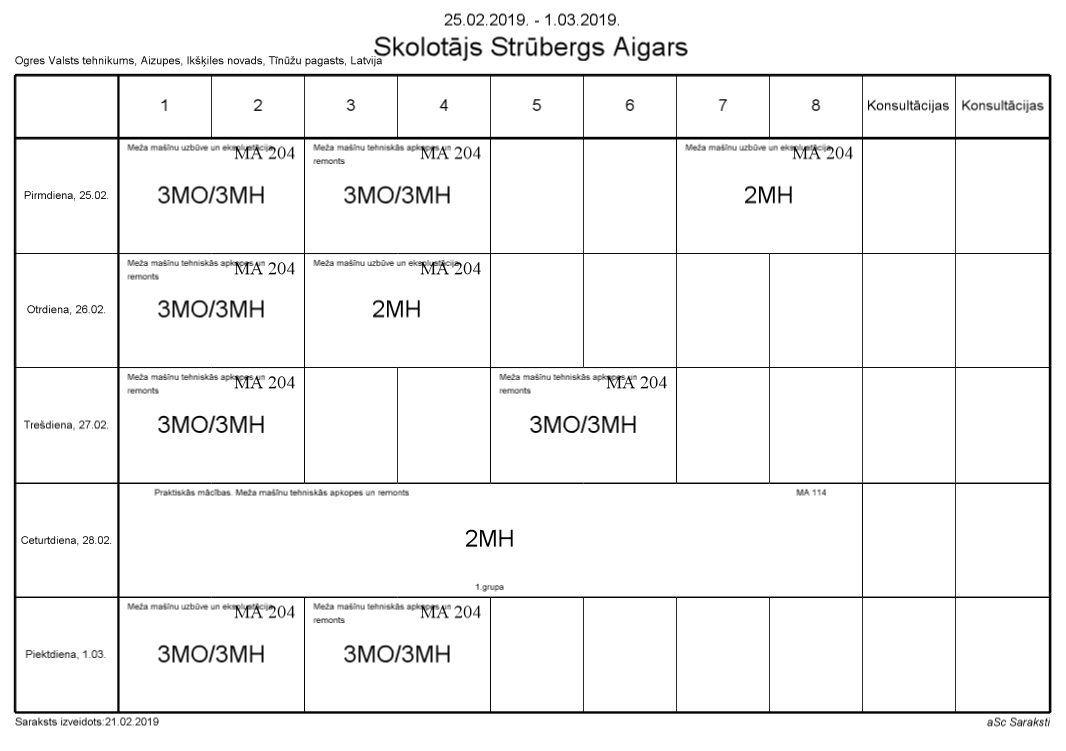 25.02.2019. - 1.03.2019.
Skolotājs Strūbergs Aigars
Ogres Valsts tehnikums, Aizupes, Ikšķiles novads, Tīnūžu pagasts, Latvija
1 2 3 4 5 6 7 8 Konsultācijas Konsultācijas
Pirmdiena, 25.02.
Meža mašīnu uzbūve un ekspluatācija
MA 204
3MO/3MH
Meža mašīnu tehniskās apkopes un
remonts
MA 204
3MO/3MH
Meža mašīnu uzbūve un ekspluatācija
MA 204
2MH
Otrdiena, 26.02.
Meža mašīnu tehniskās apkopes un
remonts
MA 204
3MO/3MH
Meža mašīnu uzbūve un ekspluatācija
MA 204
2MH
Trešdiena, 27.02.
Meža mašīnu tehniskās apkopes un
remonts
MA 204
3MO/3MH
Meža mašīnu tehniskās apkopes un
remonts
MA 204
3MO/3MH
Ceturtdiena, 28.02.
Praktiskās mācības. Meža mašīnu tehniskās apkopes un remonts
MA 114
2MH
1.grupa
Piektdiena, 1.03.
Meža mašīnu uzbūve un ekspluatācija
MA 204
3MO/3MH
Meža mašīnu tehniskās apkopes un
remonts
MA 204
3MO/3MH
Saraksts izveidots:21.02.2019
aSc Saraksti